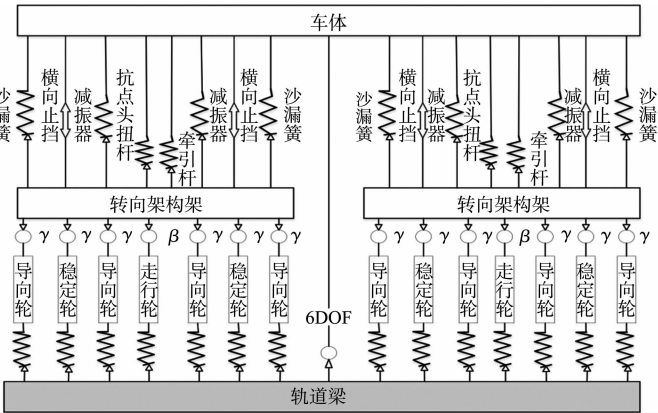 车体
沙漏簧
横向止挡
减振器
抗点头扭杆
牵引杆
减振器
横向止挡
沙漏簧
沙漏簧
横向止挡
减振器
抗点头扭杆
牵引杆
减振器
横向止挡
沙漏簧
转向架构架
转向架构架
γ γ γ β γ γ γ
γ γ γ β γ γ γ
导向轮
稳定轮
导向轮
走行轮
导向轮
稳定轮
导向轮
导向轮
稳定轮
导向轮
走行轮
导向轮
稳定轮
导向轮
6DOF
轨道梁